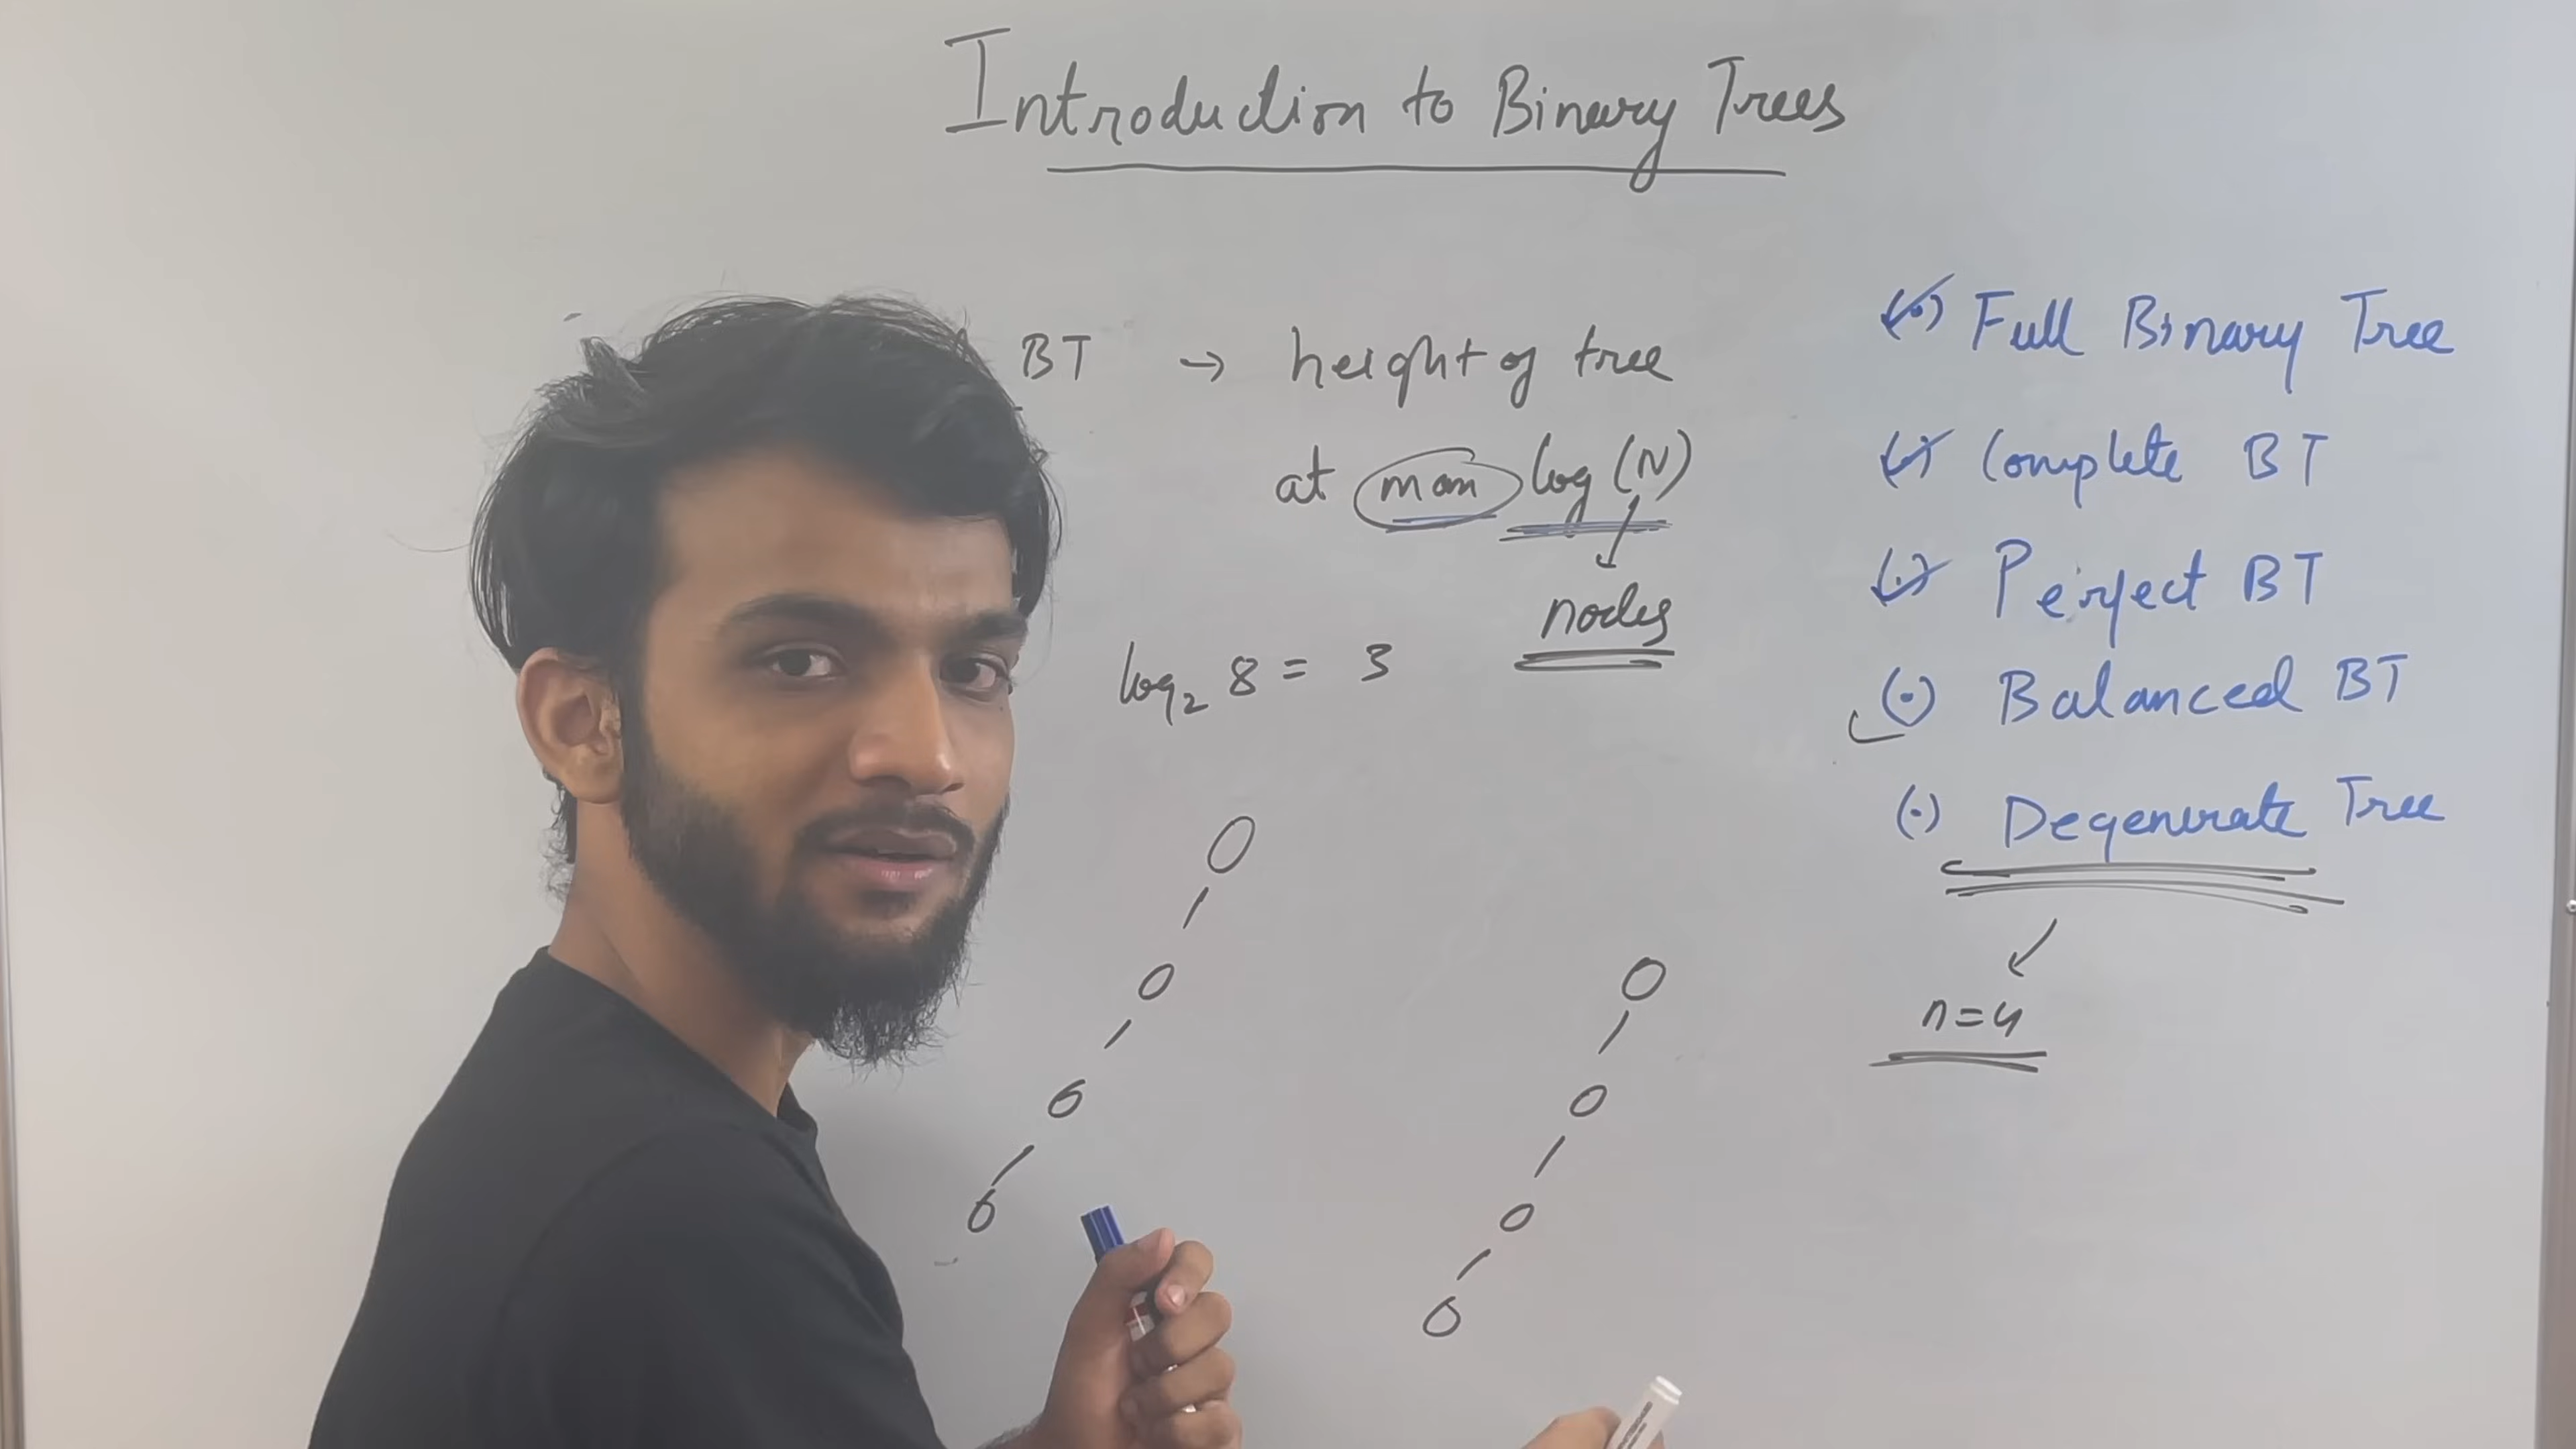 Introduction to Binary Trees
BT → height of tree
at max log (N)
nodes
log₂ 8 = 3
(•) Full Binary Tree
(•) Complete BT
(•) Perfect BT
(•) Balanced BT
(•) Degenerate Tree
n=4